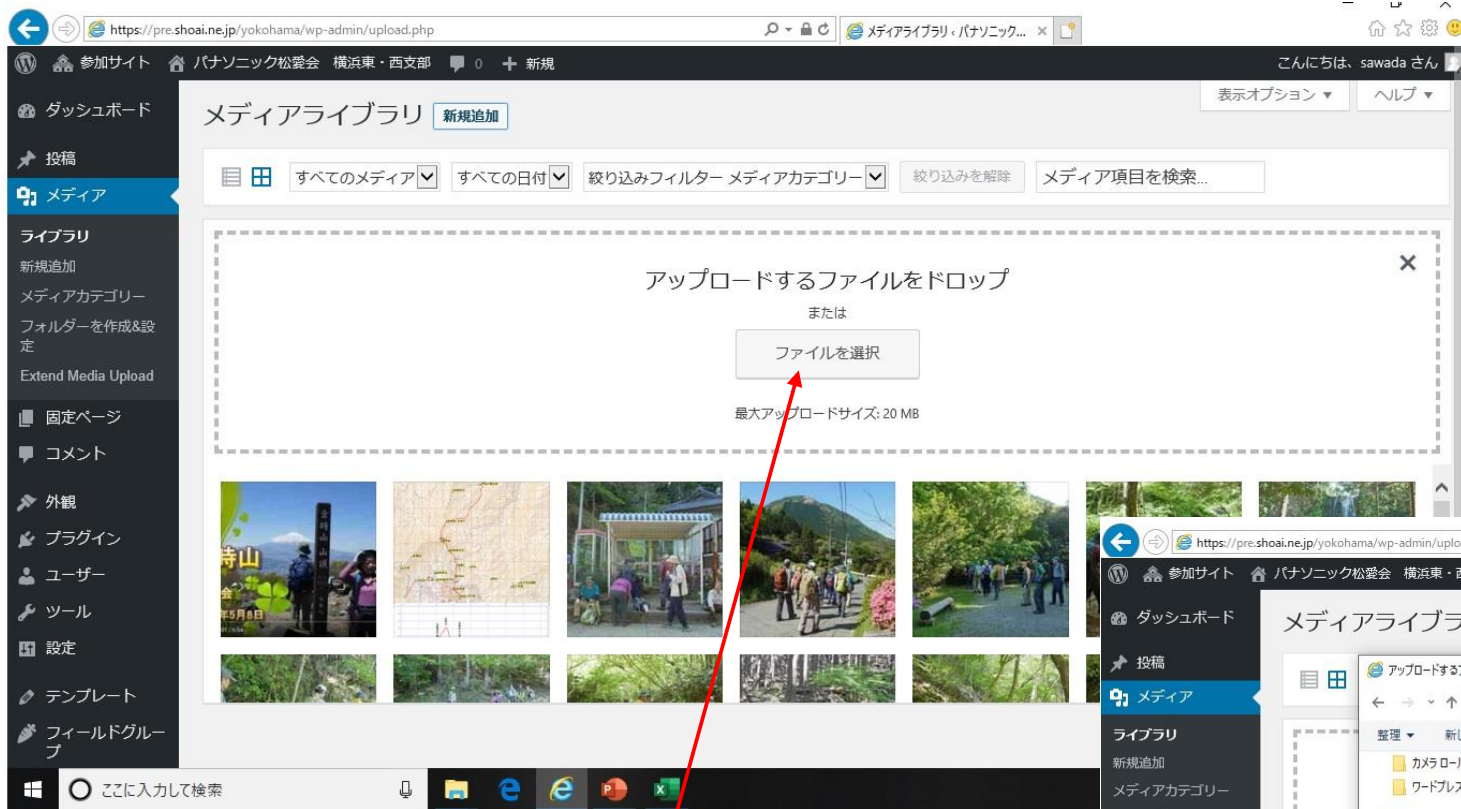 https://pre.shoai.ne.jp/yokohama/wp-admin/upload.php
メディアライブラリ ‹ パナソニック...
参加サイト パナソニック松愛会 横浜東・西支部 0 新規
こんにちは、sawada さん
ダッシュボード
投稿
メディア
ライブラリ
新規追加
メディアカテゴリー
フォルダーを作成&設
定
Extend Media Upload
固定ページ
コメント
外観
プラグイン
ユーザー
ツール
設定
テンプレート
フィールドグルー
プ
メディアライブラリ 新規追加
表示オプション ▼ ヘルプ ▼
すべてのメディア すべての日付 絞り込みフィルター メディアカテゴリー 絞り込みを解除 メディア項目を検索...
アップロードするファイルをドロップ
または
ファイルを選択
最大アップロードサイズ: 20 MB
ここに入力して検索
https://pre.shoai.ne.jp/yokohama/wp-admin/uplo
参加サイト パナソニック松愛会 横浜東・
ダッシュボード
投稿
メディア
ライブラリ
新規追加
メディアカテゴリー
メディアライブラ
アップロードする
整理 ▼ 新し
カメラロール
ワードプレス